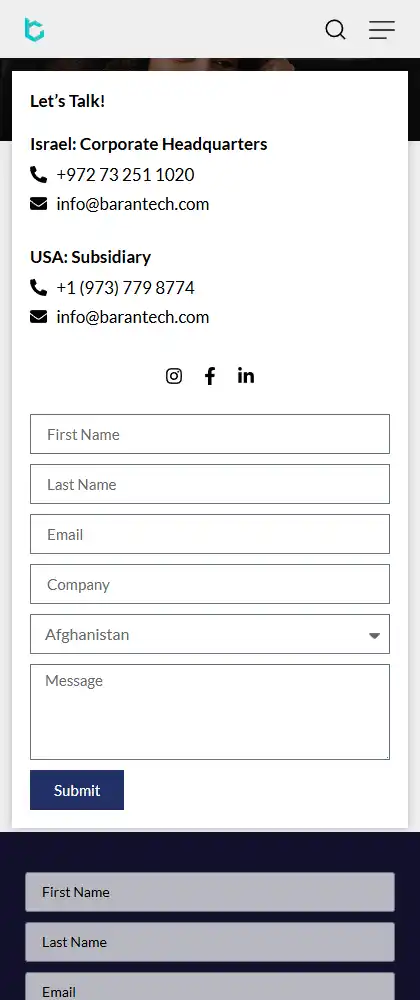 Let's Talk!
Israel: Corporate Headquarters
+972 73 251 1020
info@barantech.com
USA: Subsidiary
+1 (973) 779 8774
info@barantech.com
First Name
Last Name
Email
Company
Afghanistan
Message
Submit
First Name
Last Name
Email